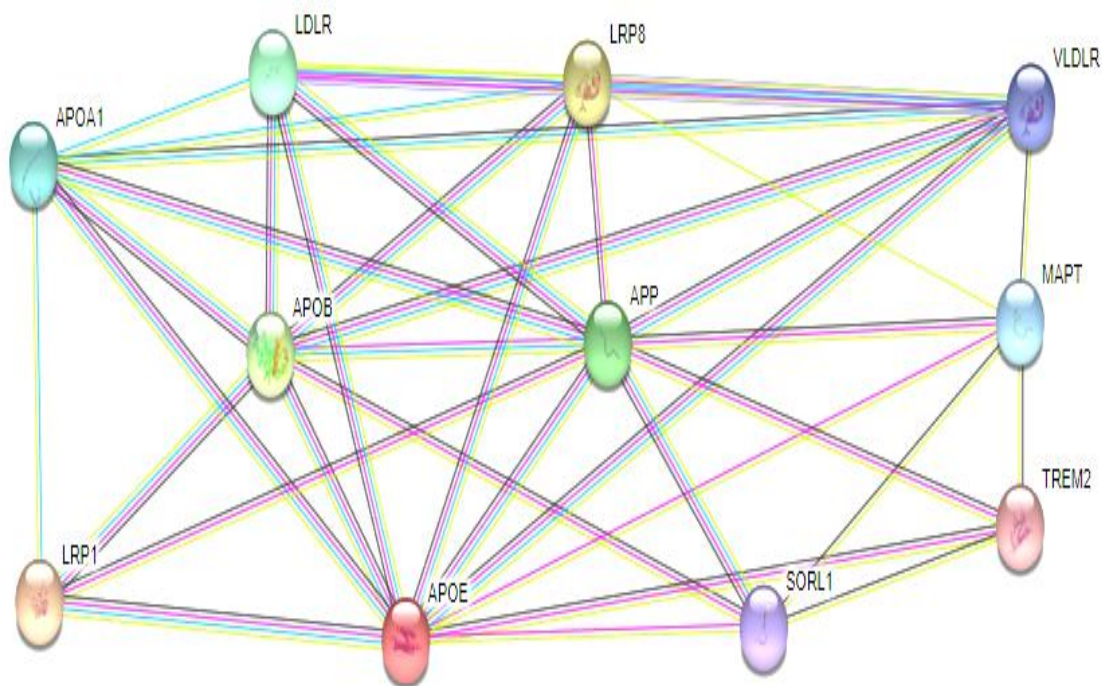 LDLR
LRP8
VLDLR
APOA1
APOB
APP
MAPT
TREM2
LRP1
APOE
SORL1